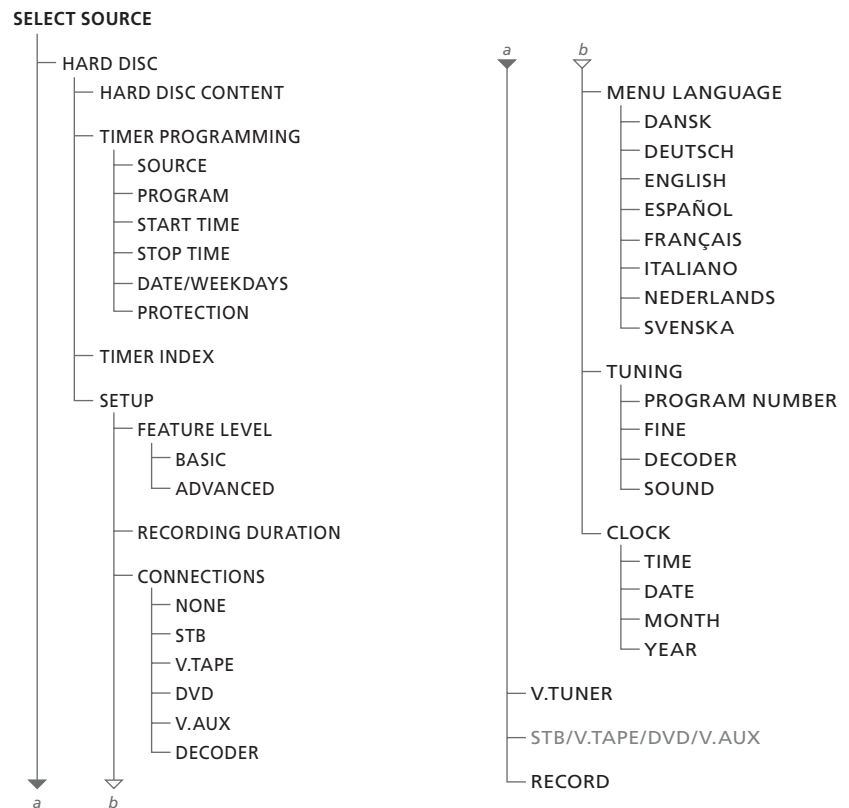 SELECT SOURCE
HARD DISC
HARD DISC CONTENT
TIMER PROGRAMMING
SOURCE
PROGRAM
START TIME
STOP TIME
DATE/WEEKDAYS
PROTECTION
TIMER INDEX
SETUP
FEATURE LEVEL
BASIC
ADVANCED
RECORDING DURATION
CONNECTIONS
NONE
STB
V.TAPE
DVD
V.AUX
DECODER
a b
a b
MENU LANGUAGE
DANSK
DEUTSCH
ENGLISH
ESPAÑOL
FRANÇAIS
ITALIANO
NEDERLANDS
SVENSKA
TUNING
PROGRAM NUMBER
FINE
DECODER
SOUND
CLOCK
TIME
DATE
MONTH
YEAR
V.TUNER
STB/V.TAPE/DVD/V.AUX
RECORD